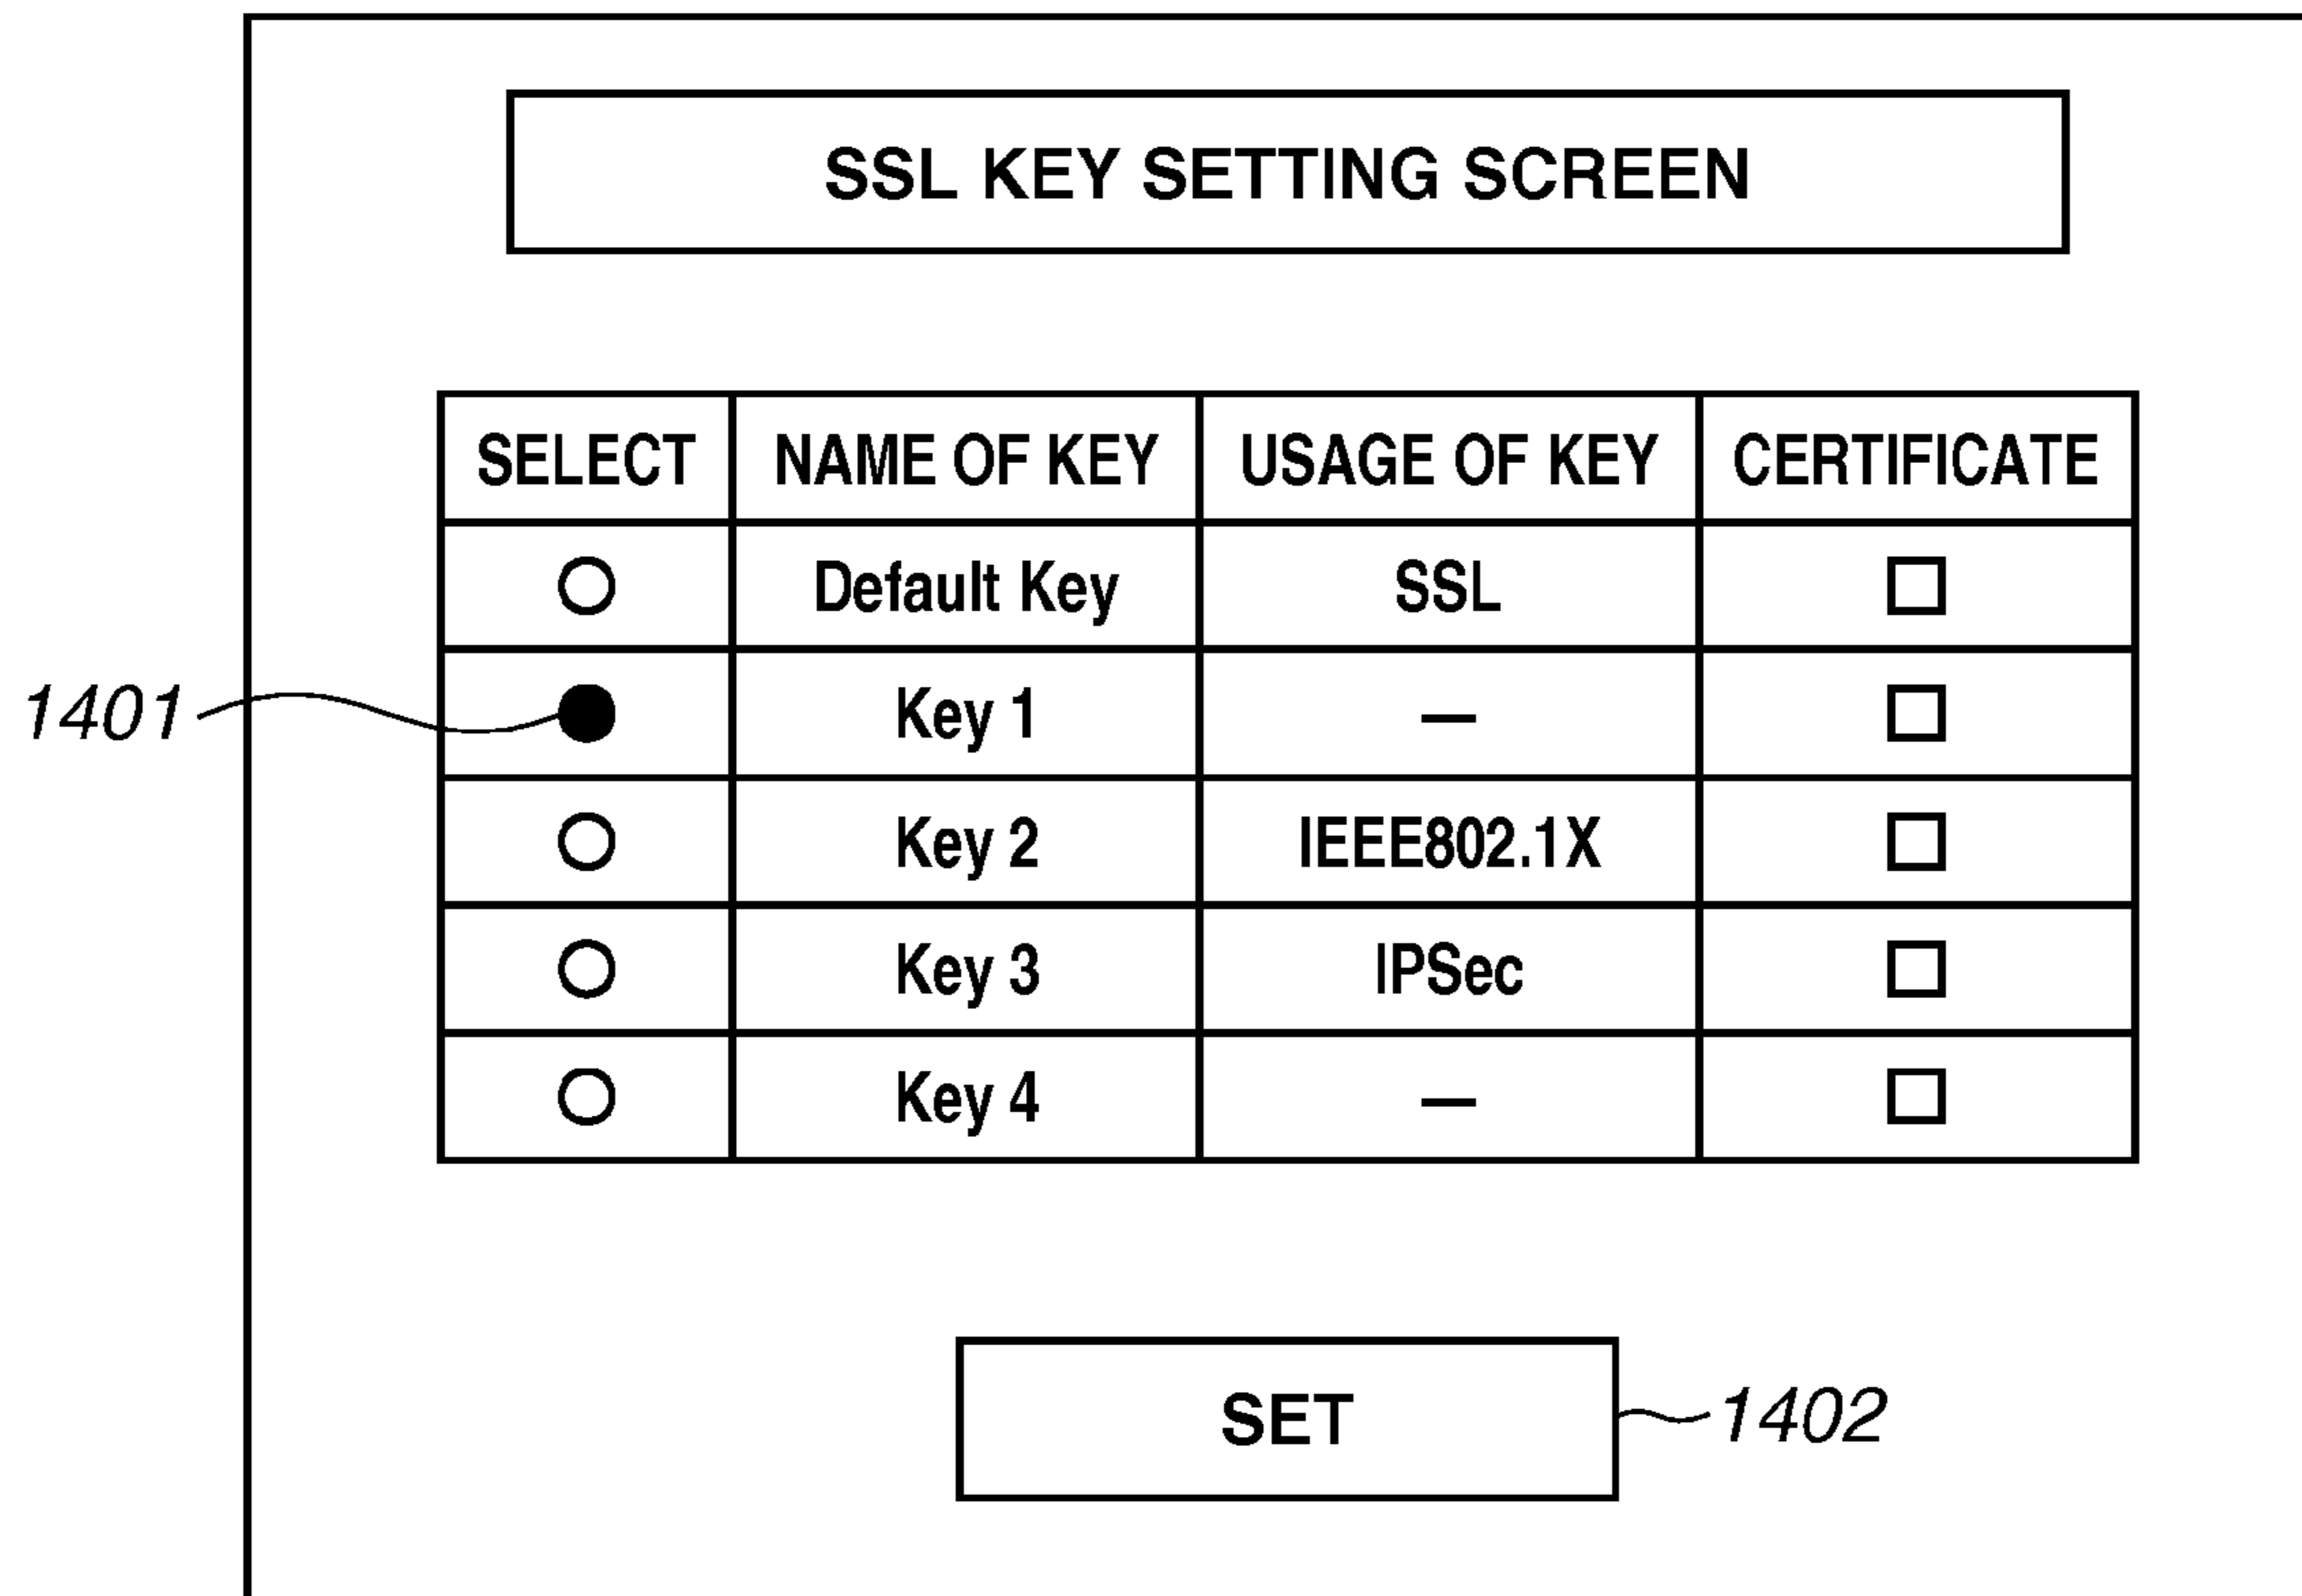 SSL KEY SETTING SCREEN
SELECT NAME OF KEY USAGE OF KEY CERTIFICATE
Default Key SSL
1401 Key 1 —
Key 2 IEEE802.1X
Key 3 IPSec
Key 4 —
SET 1402